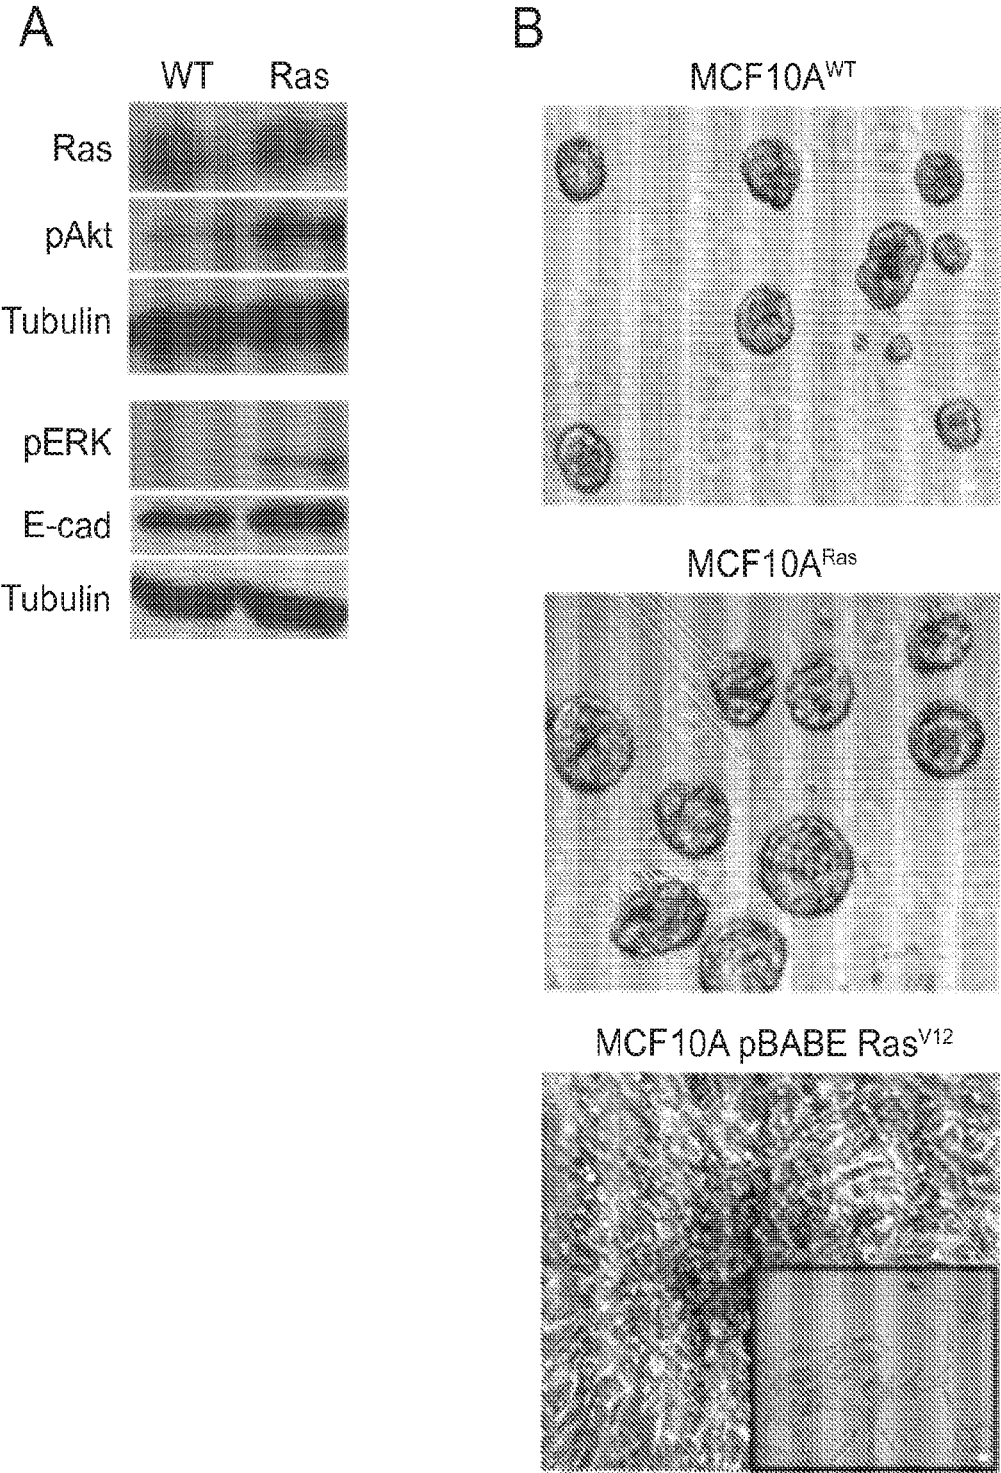 A
WT Ras
Ras
pAkt
Tubulin
pERK
E-cad
Tubulin
B
MCF10A^WT
MCF10A^Ras
MCF10A pBABE Ras^V12